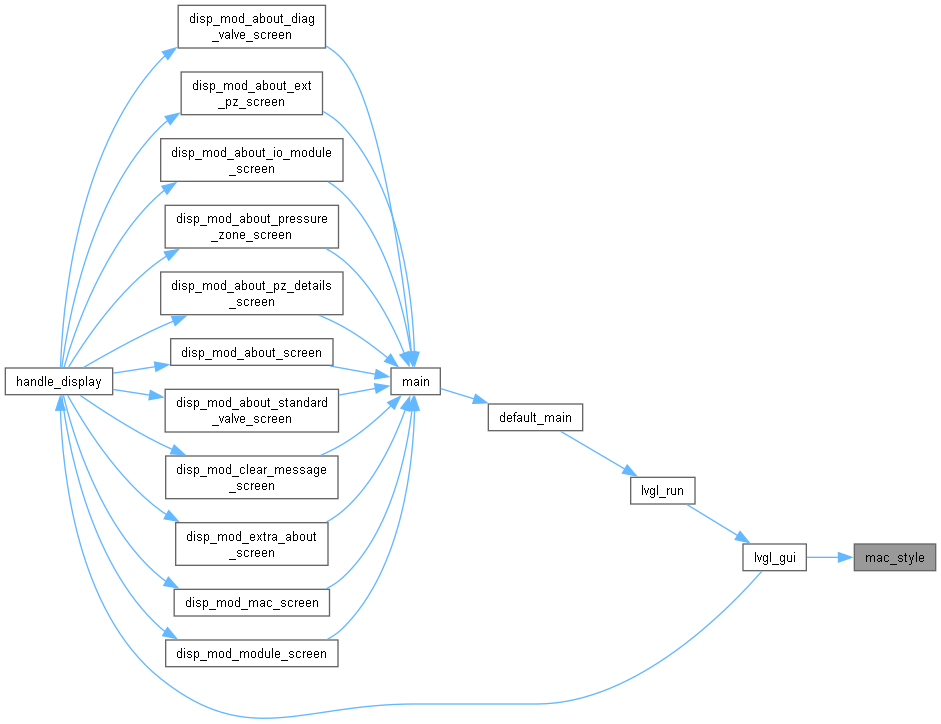 disp_mod_about_diag
_valve_screen
disp_mod_about_ext
_pz_screen
disp_mod_about_io_module
_screen
disp_mod_about_pressure
_zone_screen
disp_mod_about_pz_details
_screen
disp_mod_about_screen
handle_display
main
disp_mod_about_standard
_valve_screen
default_main
disp_mod_clear_message
_screen
lvgl_run
disp_mod_extra_about
_screen
lvgl_gui
mac_style
disp_mod_mac_screen
disp_mod_module_screen